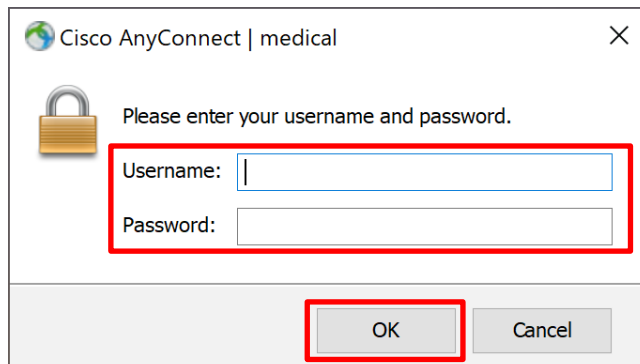 Cisco AnyConnect | medical
Please enter your username and password.
Username:
Password:
OK Cancel